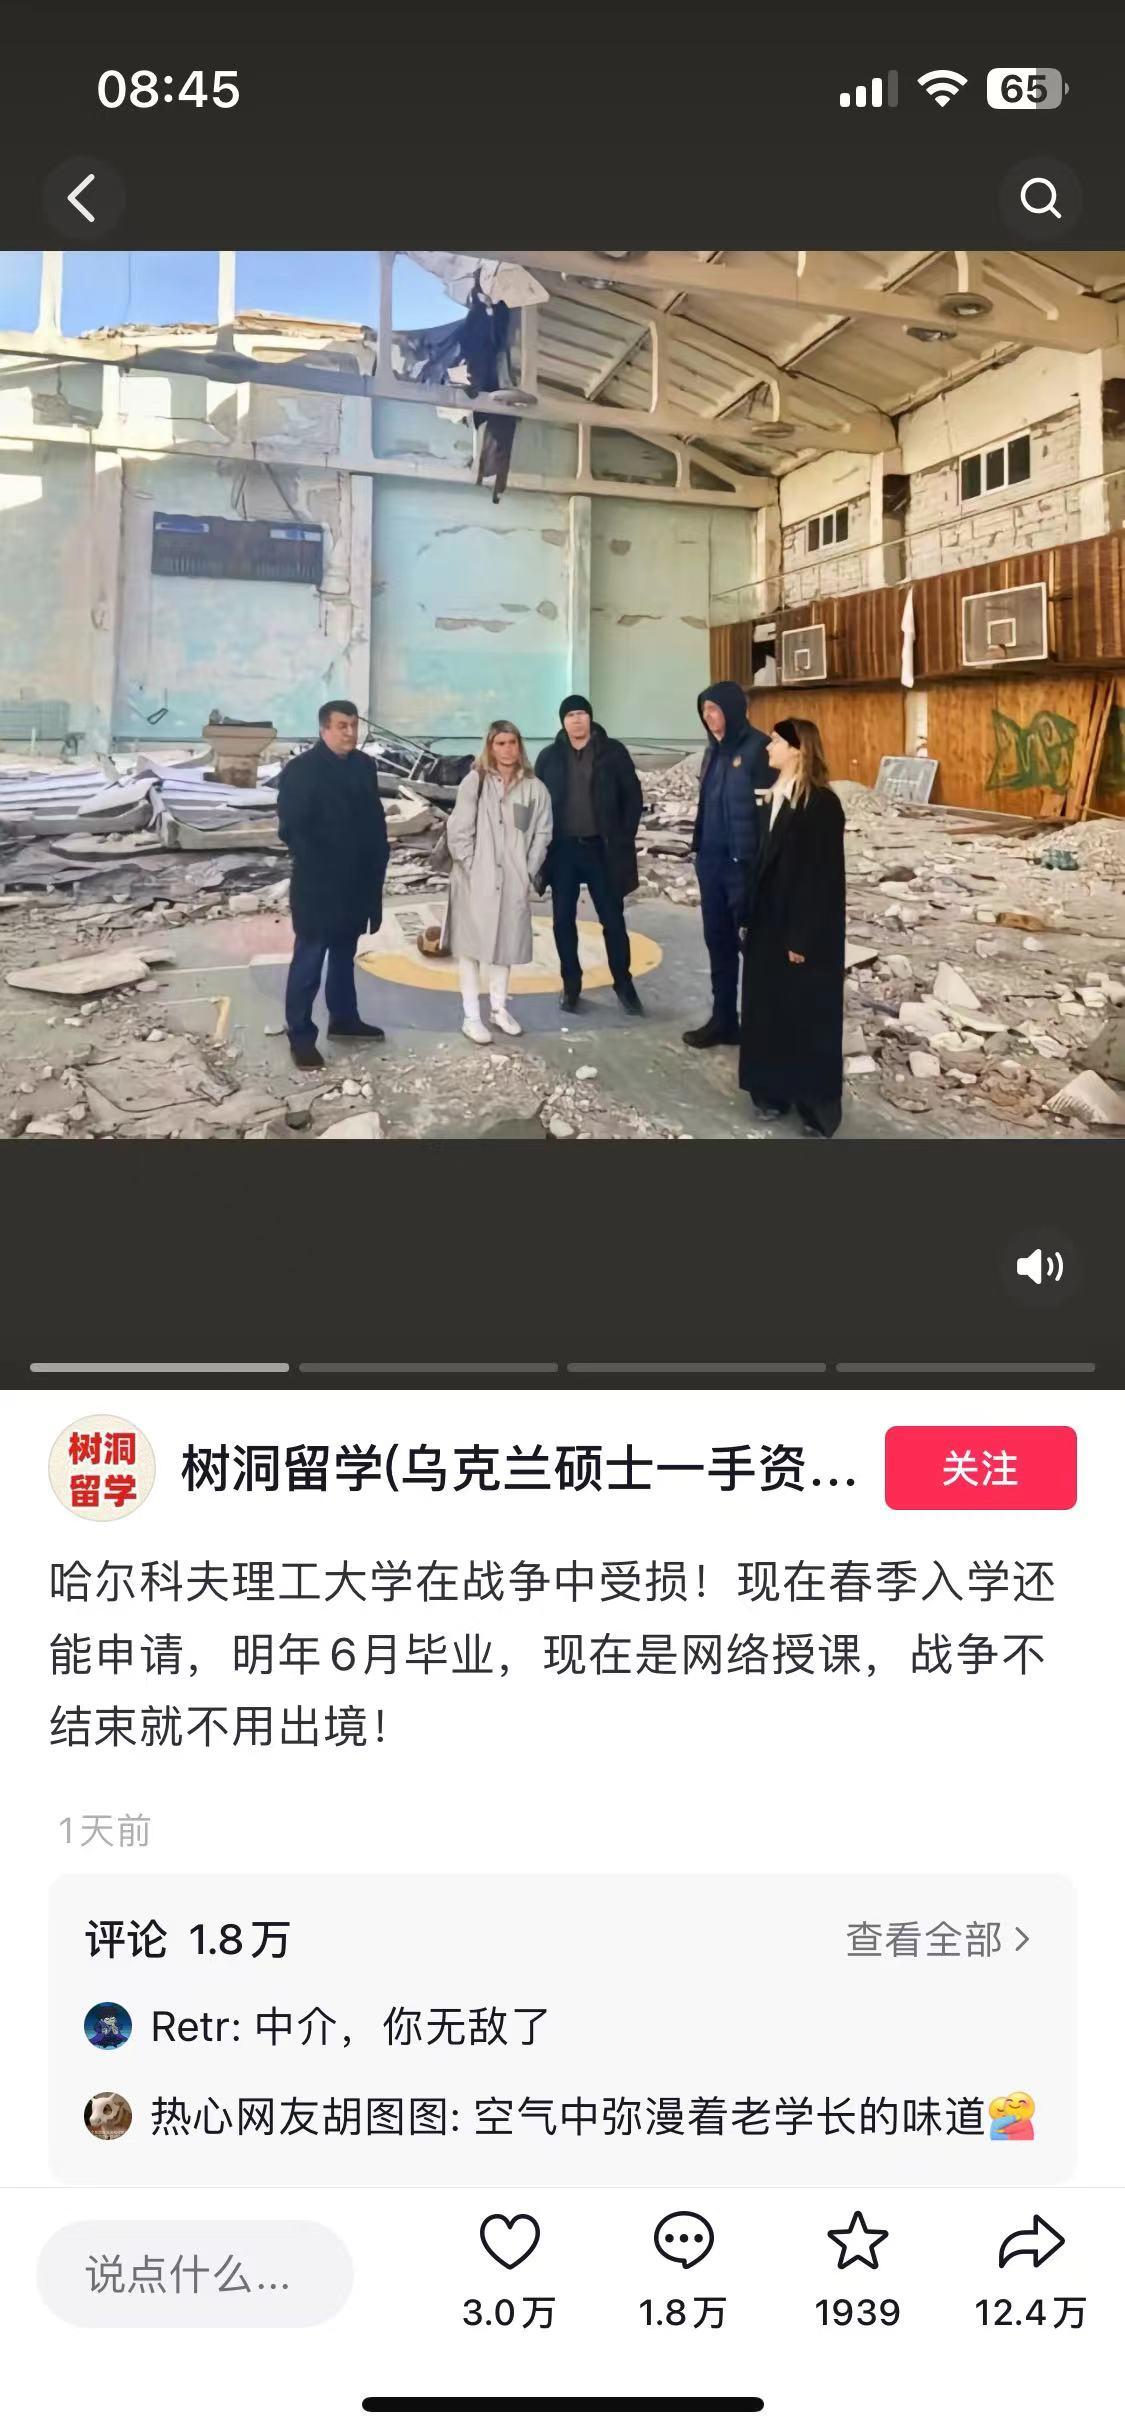 08:45
65
树洞
留学
树洞留学(乌克兰硕士一手资...
关注
哈尔科夫理工大学在战争中受损！现在春季入学还
能申请，明年6月毕业，现在是网络授课，战争不
结束就不用出境！
1天前
评论 1.8万
查看全部
Retr: 中介，你无敌了
热心网友胡图图: 空气中弥漫着老学长的味道🤗
说点什么...
3.0万
1.8万
1939
12.4万